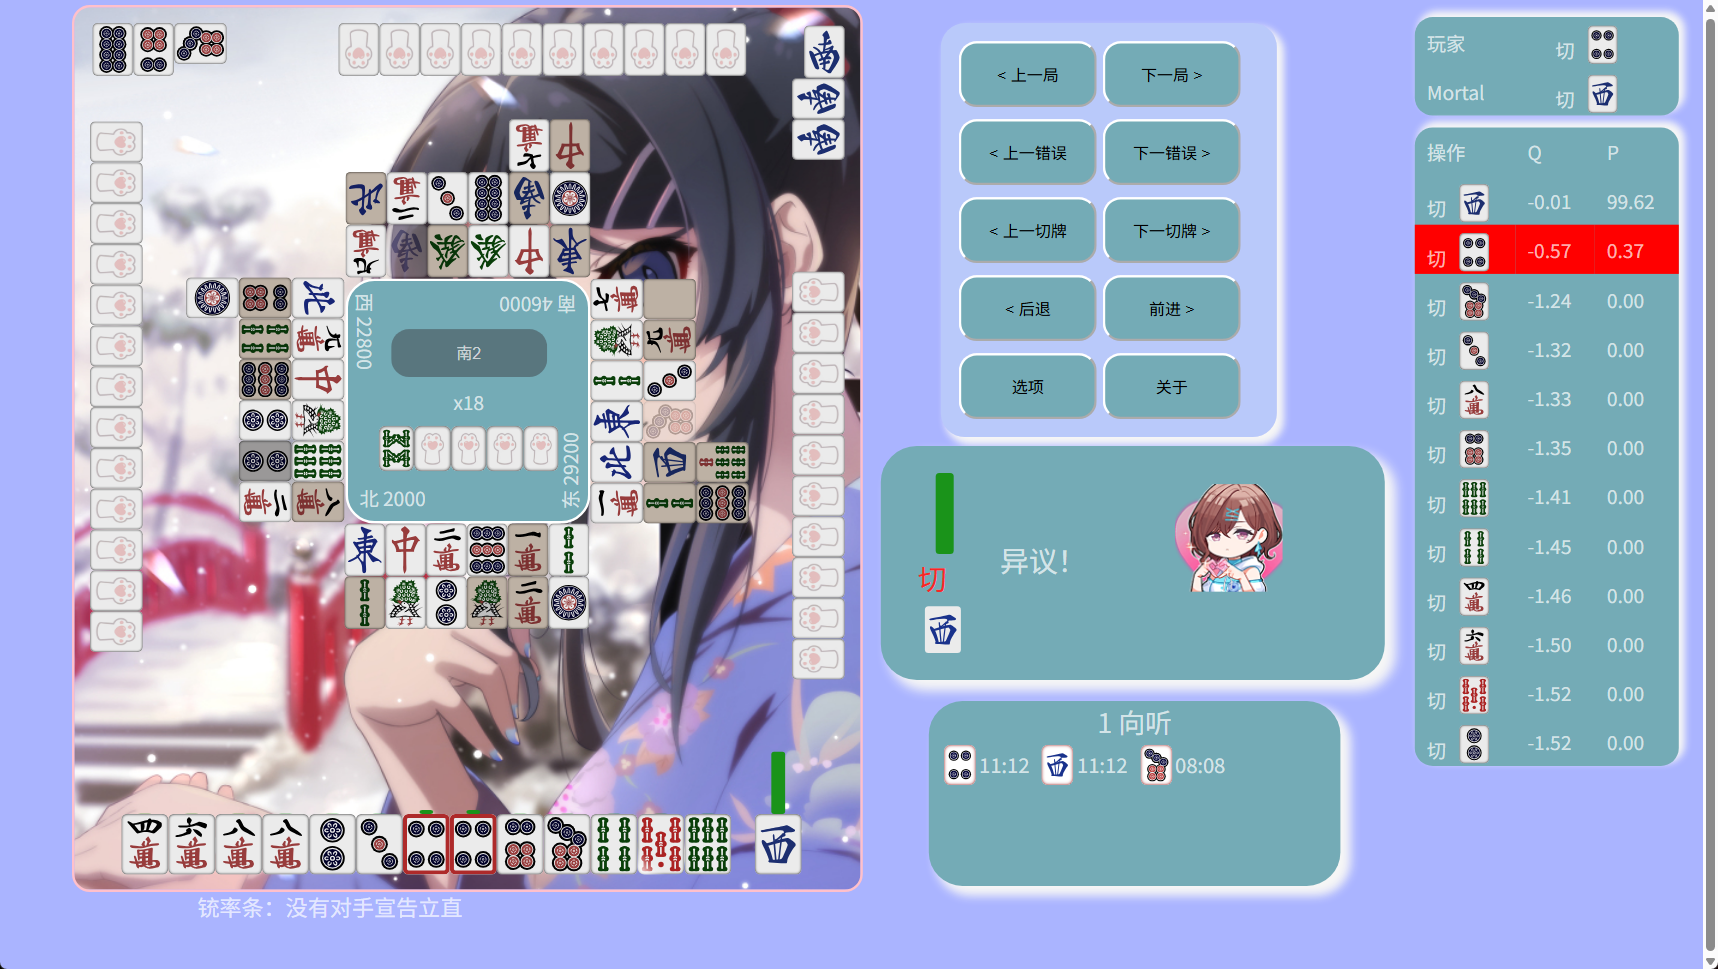 < 上一局
下一局 >
< 上一错误
下一错误 >
< 上一切牌
下一切牌 >
< 后退
前进 >
选项
关于
南 46000
西 22800
南2
x18
北 2000
东 29200
铳率条：没有对手宣告立直
切
异议！
1 向听
11:12
11:12
08:08
玩家 切
Mortal 切
操作 Q P
切 -0.01 99.62
切 -0.57 0.37
切 -1.24 0.00
切 -1.32 0.00
切 -1.33 0.00
切 -1.35 0.00
切 -1.41 0.00
切 -1.45 0.00
切 -1.46 0.00
切 -1.50 0.00
切 -1.52 0.00
切 -1.52 0.00